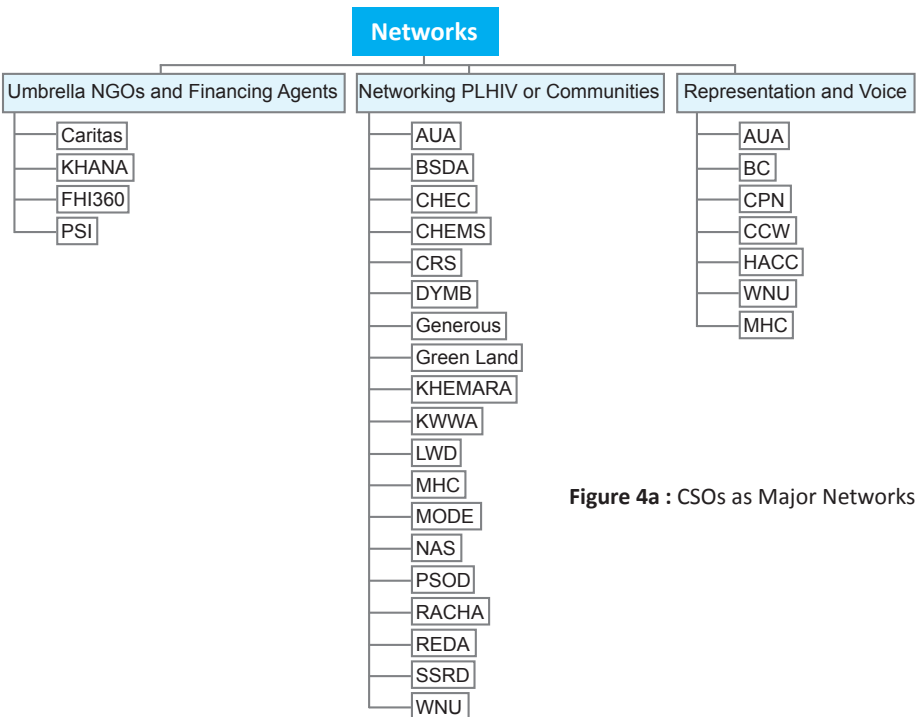 Networks
Umbrella NGOs and Financing Agents
Caritas
KHANA
FHI360
PSI
Networking PLHIV or Communities
AUA
BSDA
CHEC
CHEMS
CRS
DYMB
Generous
Green Land
KHEMARA
KWWA
LWD
MHC
MODE
NAS
PSOD
RACHA
REDA
SSRD
WNU
Representation and Voice
AUA
BC
CPN
CCW
HACC
WNU
MHC
Figure 4a : CSOs as Major Networks